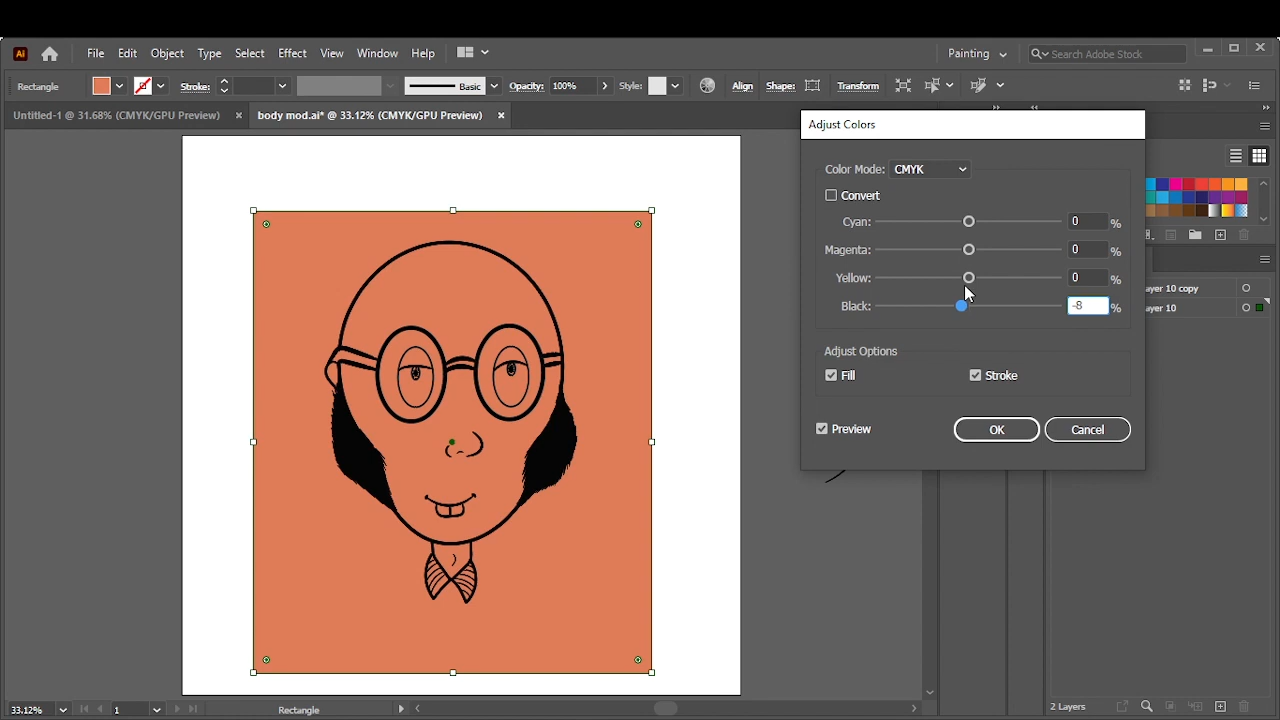 Ai File Edit Object Type Select Effect View Window Help Painting Search Adobe Stock
Rectangle Stroke: Basic Opacity: 100% Style: Align Shape: Transform
Untitled-1 @ 31.68% (CMYK/GPU Preview) × body mod.ai* @ 33.12% (CMYK/GPU Preview) ×
Adjust Colors
Color Mode: CMYK
Convert
Cyan: 0 %
Magenta: 0 %
Yellow: 0 %
Black: -8 %
Adjust Options
Fill Stroke
Preview OK Cancel
ayer 10 copy
ayer 10
33.12% 1 Rectangle 2 Layers